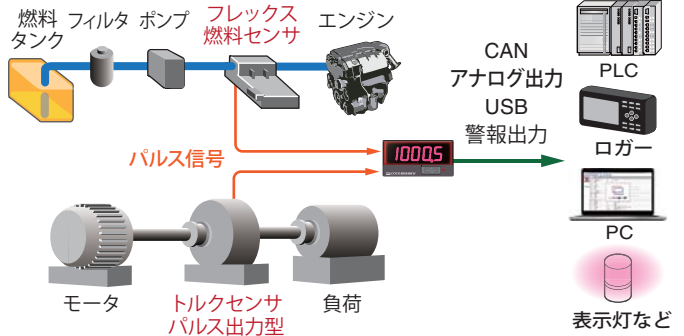 燃料
タンク
フィルタ
ポンプ
フレックス
燃料センサ
エンジン
CAN
アナログ出力
USB
警報出力
PLC
ロガー
PC
表示灯など
パルス信号
1000.5
モータ
トルクセンサ
パルス出力型
負荷